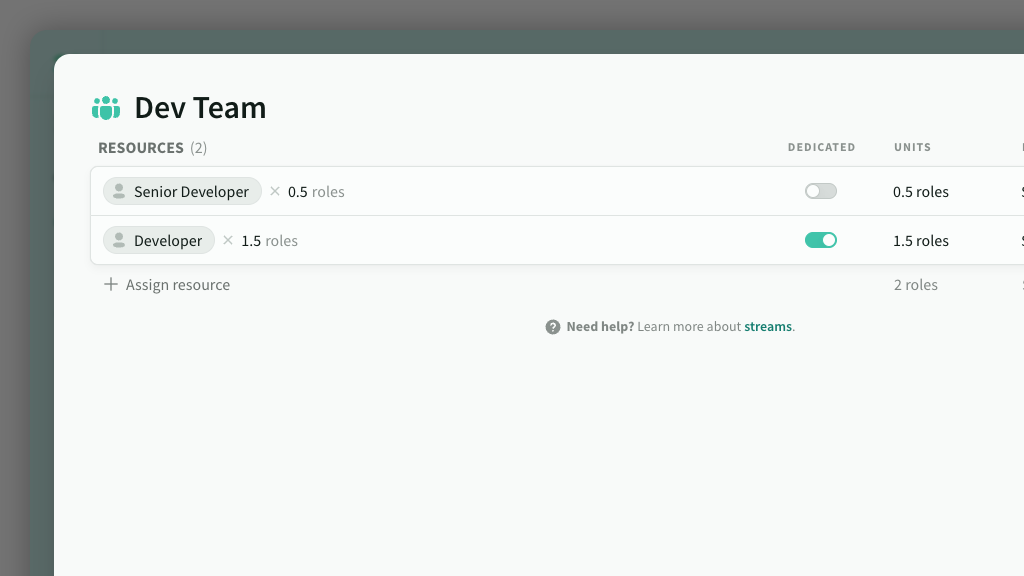 Dev Team
RESOURCES (2) DEDICATED UNITS
Senior Developer × 0.5 roles 0.5 roles
Developer × 1.5 roles 1.5 roles
+ Assign resource 2 roles
? Need help? Learn more about streams.